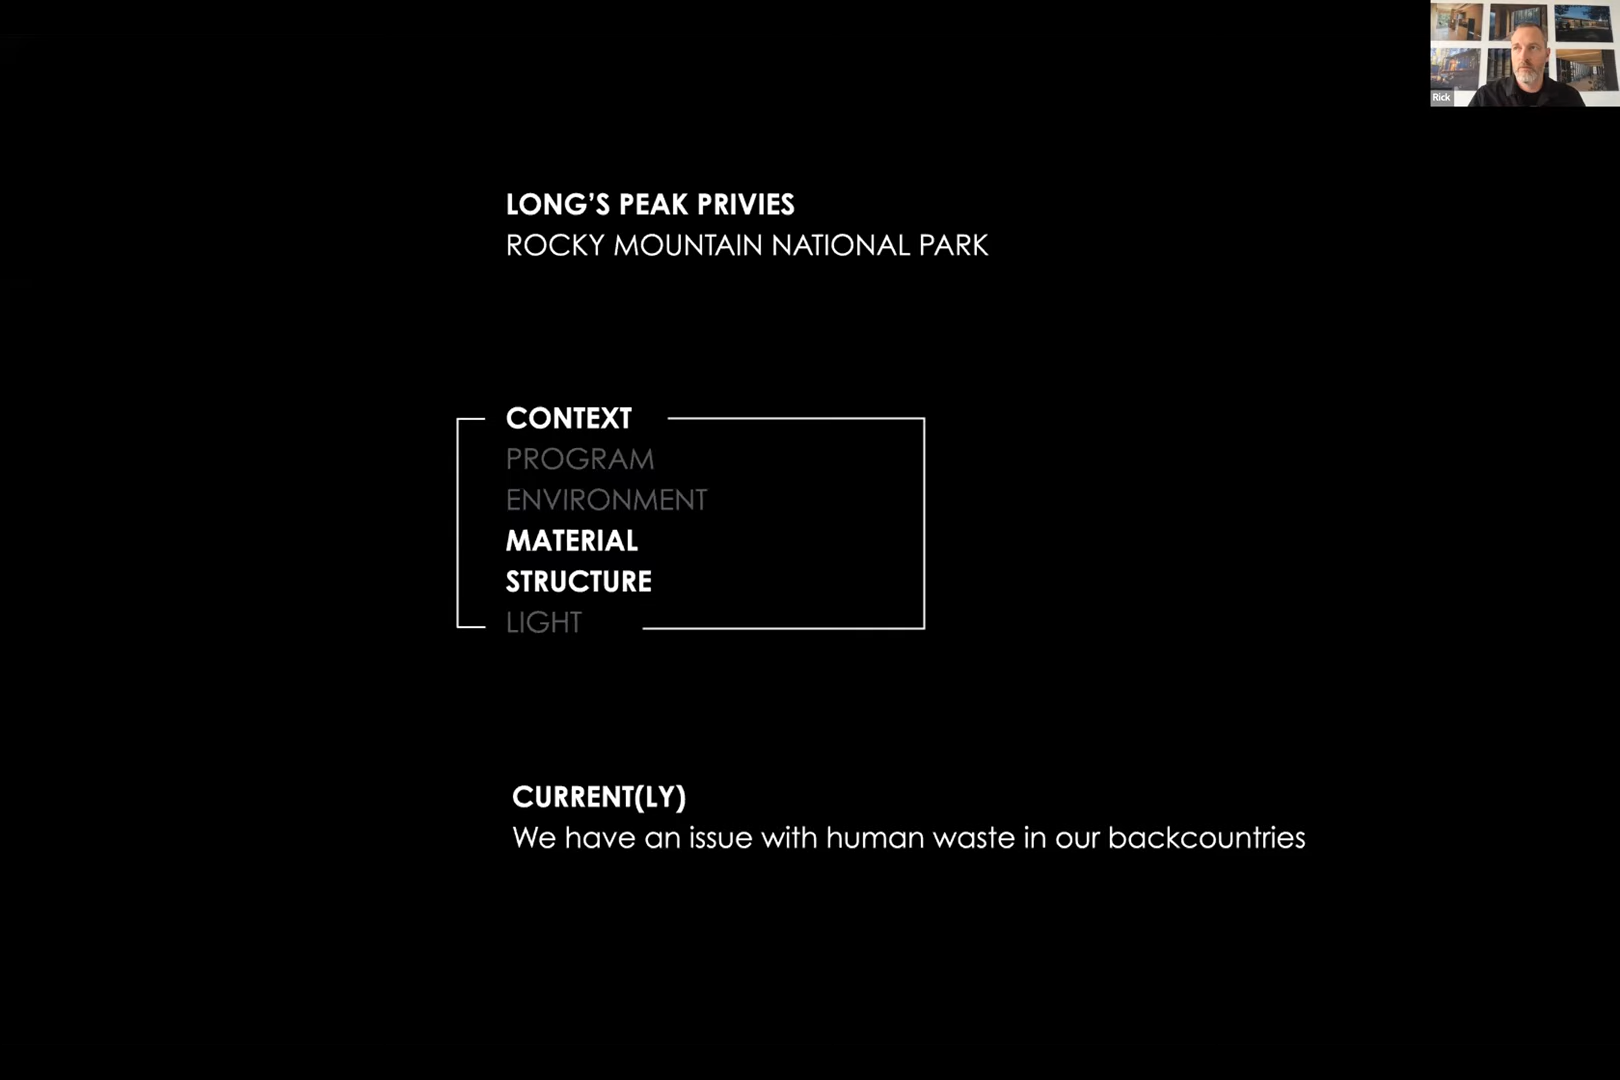 Rick
LONG’S PEAK PRIVIES
ROCKY MOUNTAIN NATIONAL PARK
CONTEXT
PROGRAM
ENVIRONMENT
MATERIAL
STRUCTURE
LIGHT
CURRENT(LY)
We have an issue with human waste in our backcountries